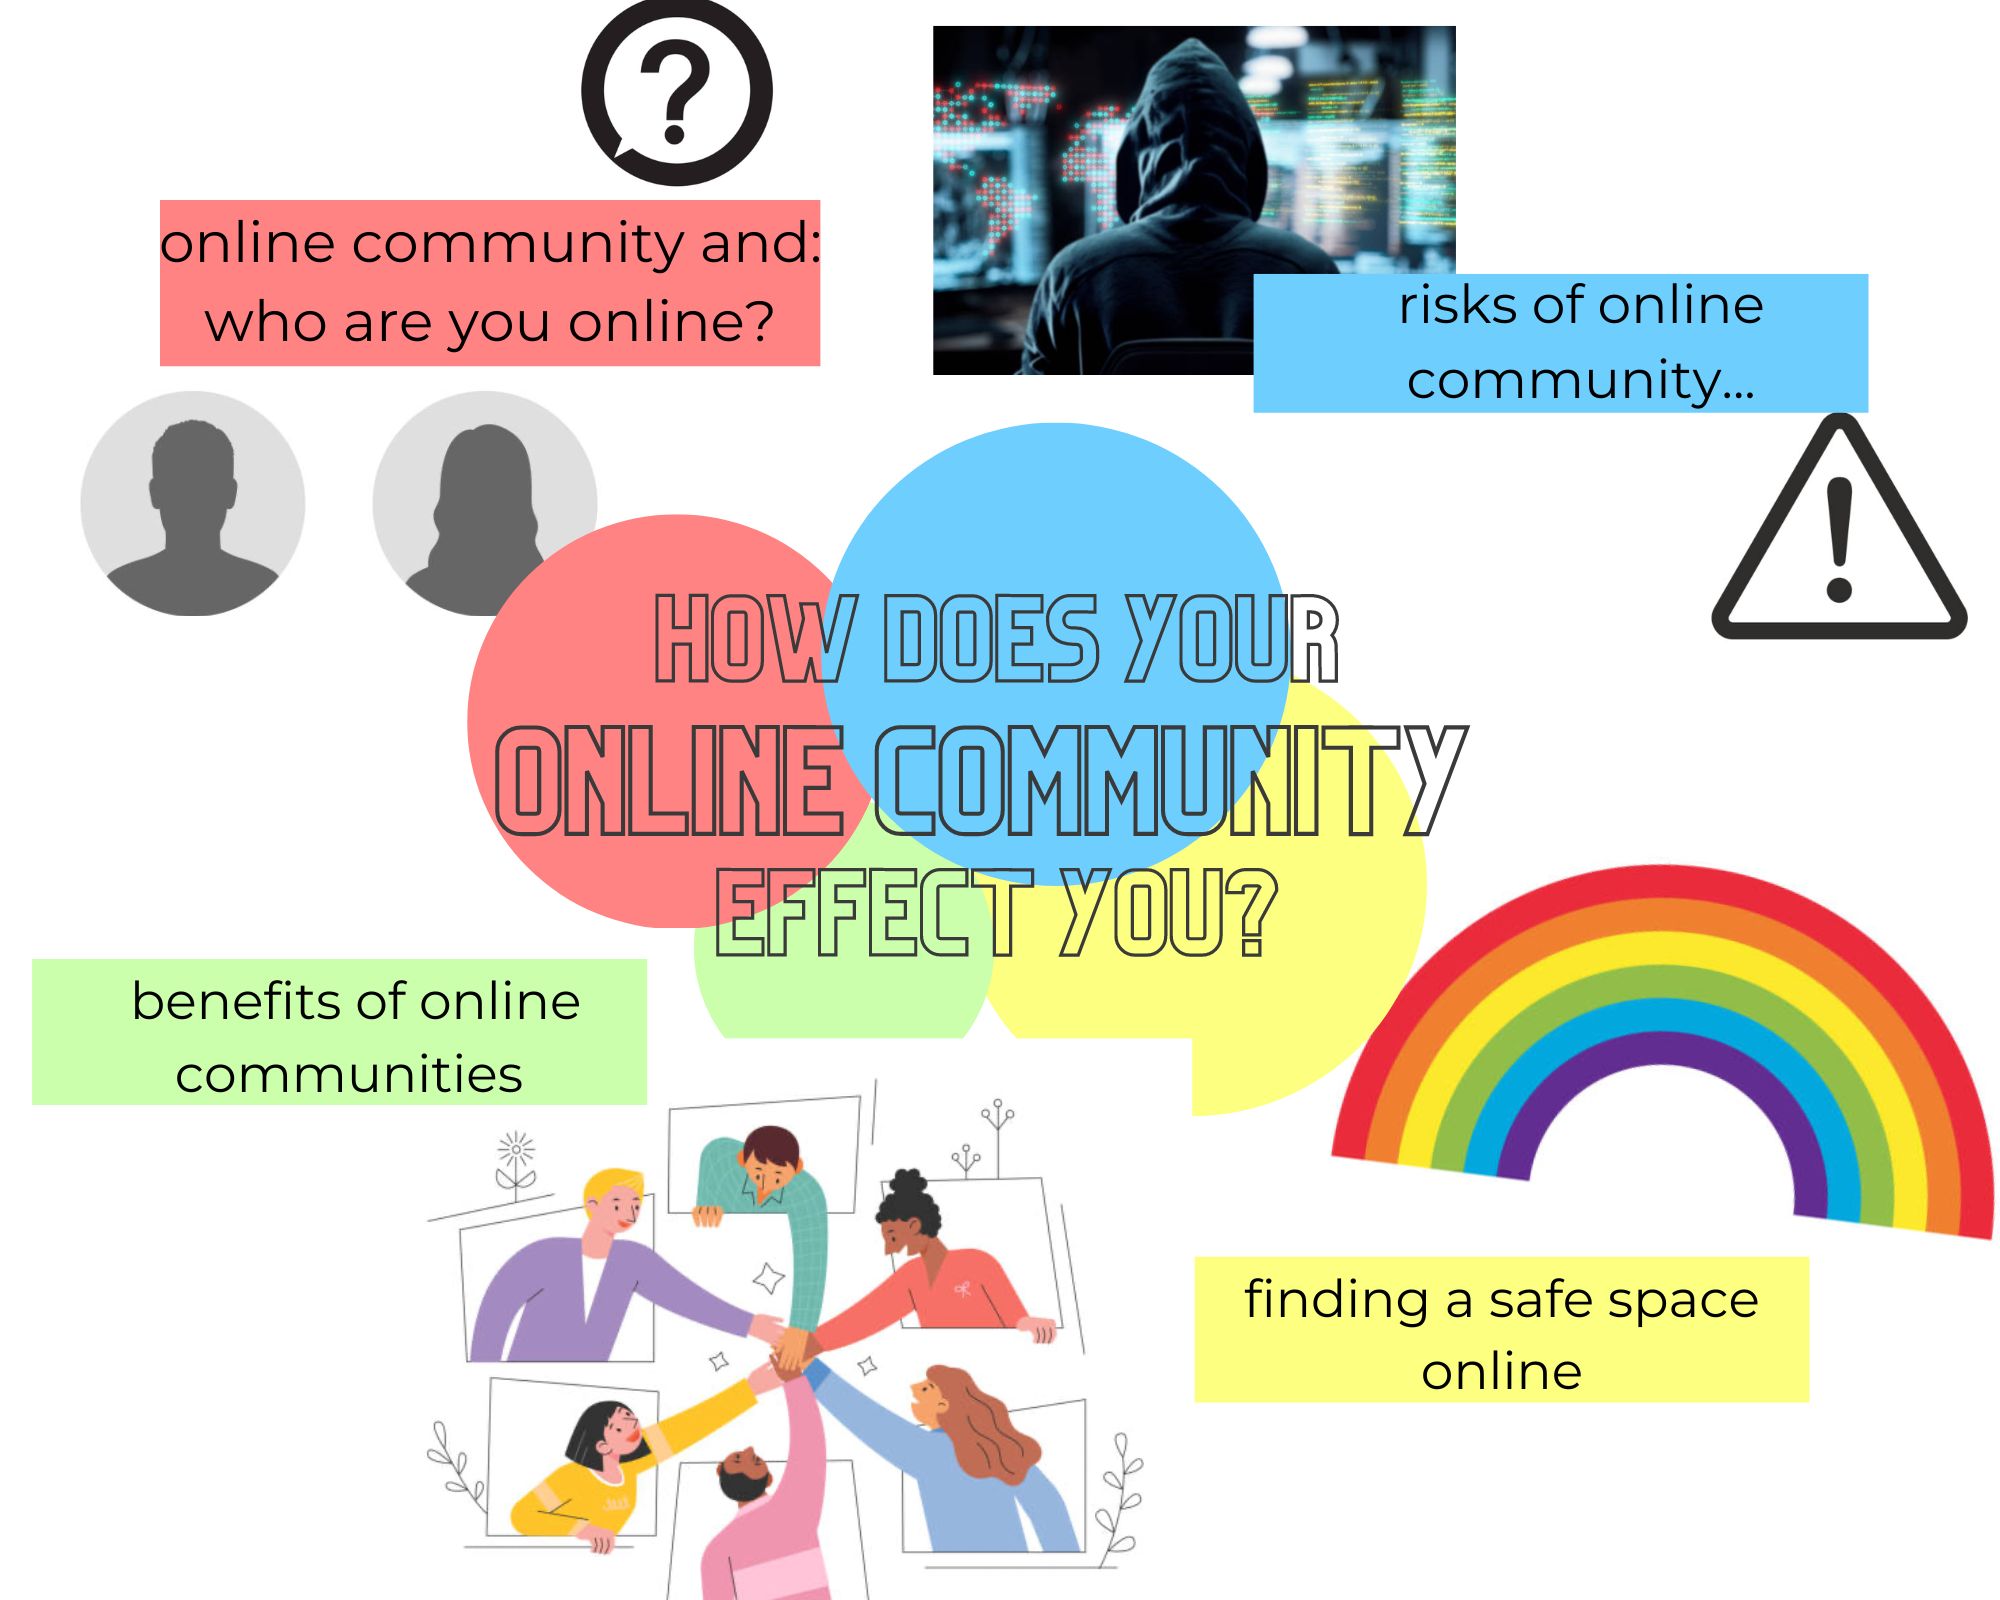 ?
online community and:
who are you online?
risks of online
community...
!
HOW DOES YOUR
ONLINE COMMUNITY
EFFECT YOU?
benefits of online
communities
finding a safe space
online